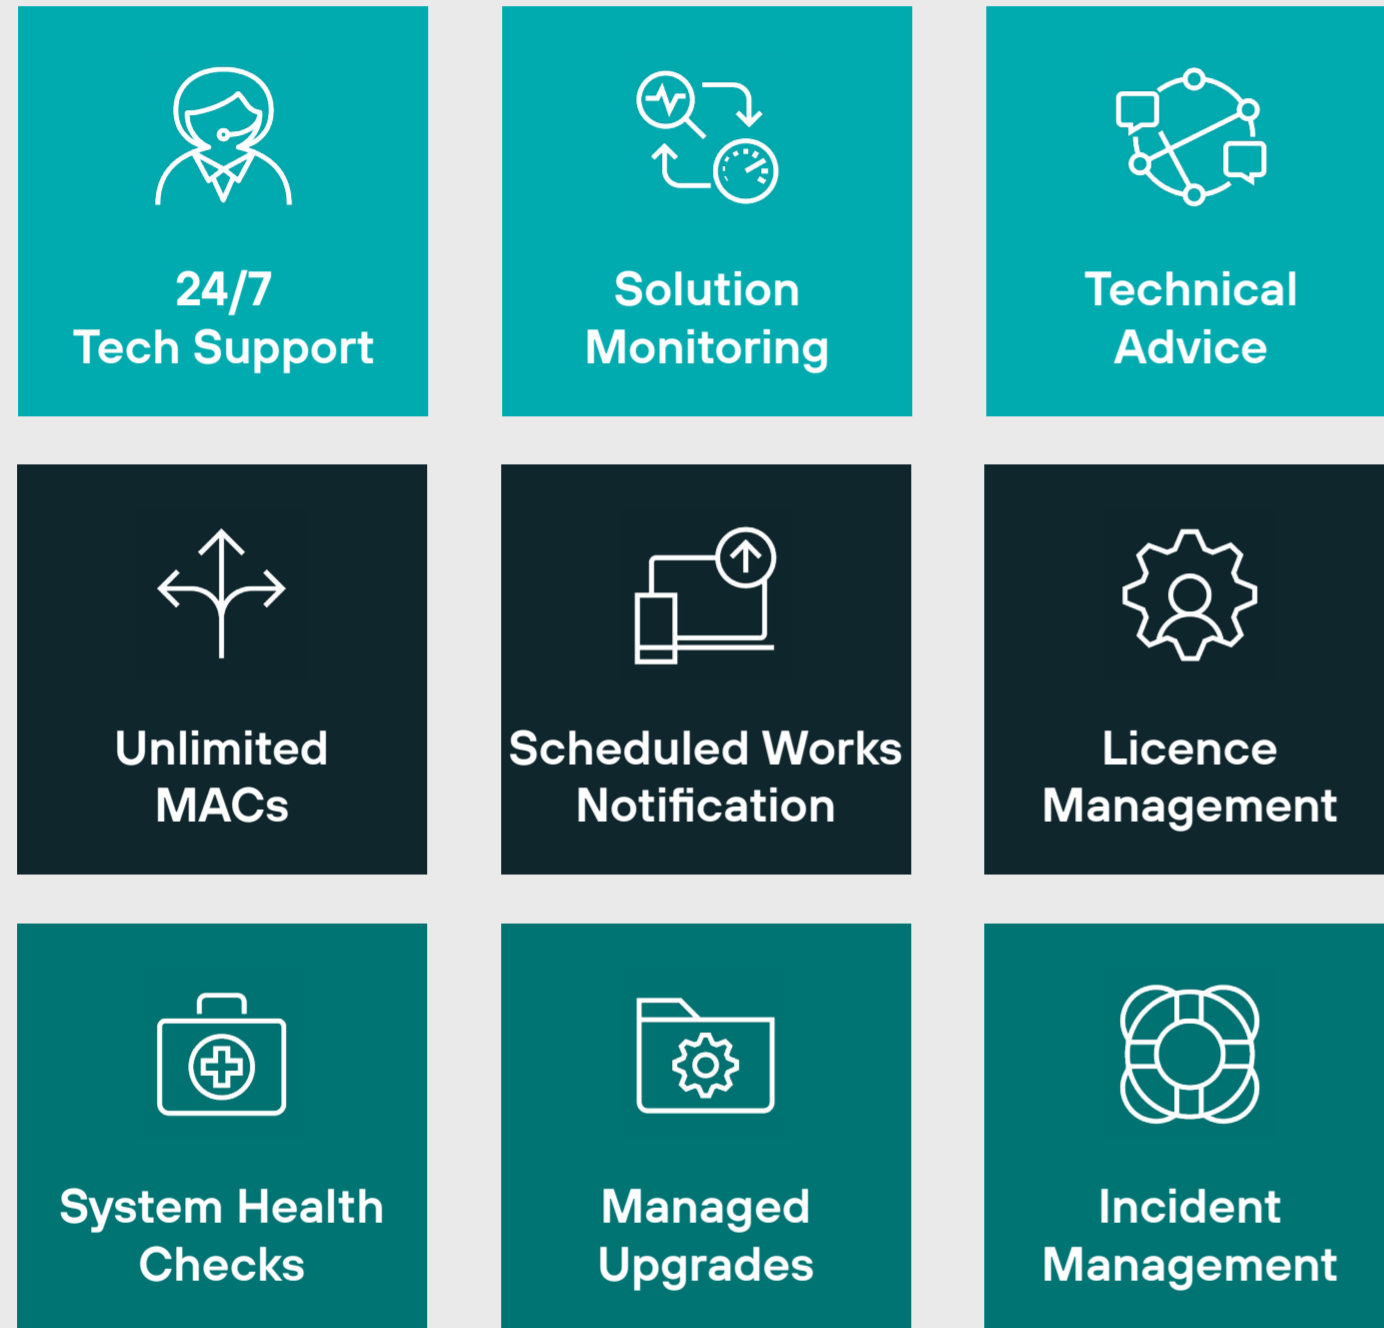 24/7
Tech Support
Solution
Monitoring
Technical
Advice
Unlimited
MACs
Scheduled Works
Notification
Licence
Management
System Health
Checks
Managed
Upgrades
Incident
Management